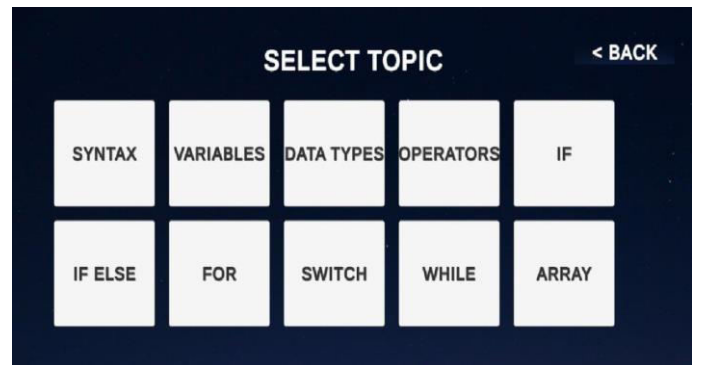 SELECT TOPIC
< BACK
SYNTAX
VARIABLES
DATA TYPES
OPERATORS
IF
IF ELSE
FOR
SWITCH
WHILE
ARRAY